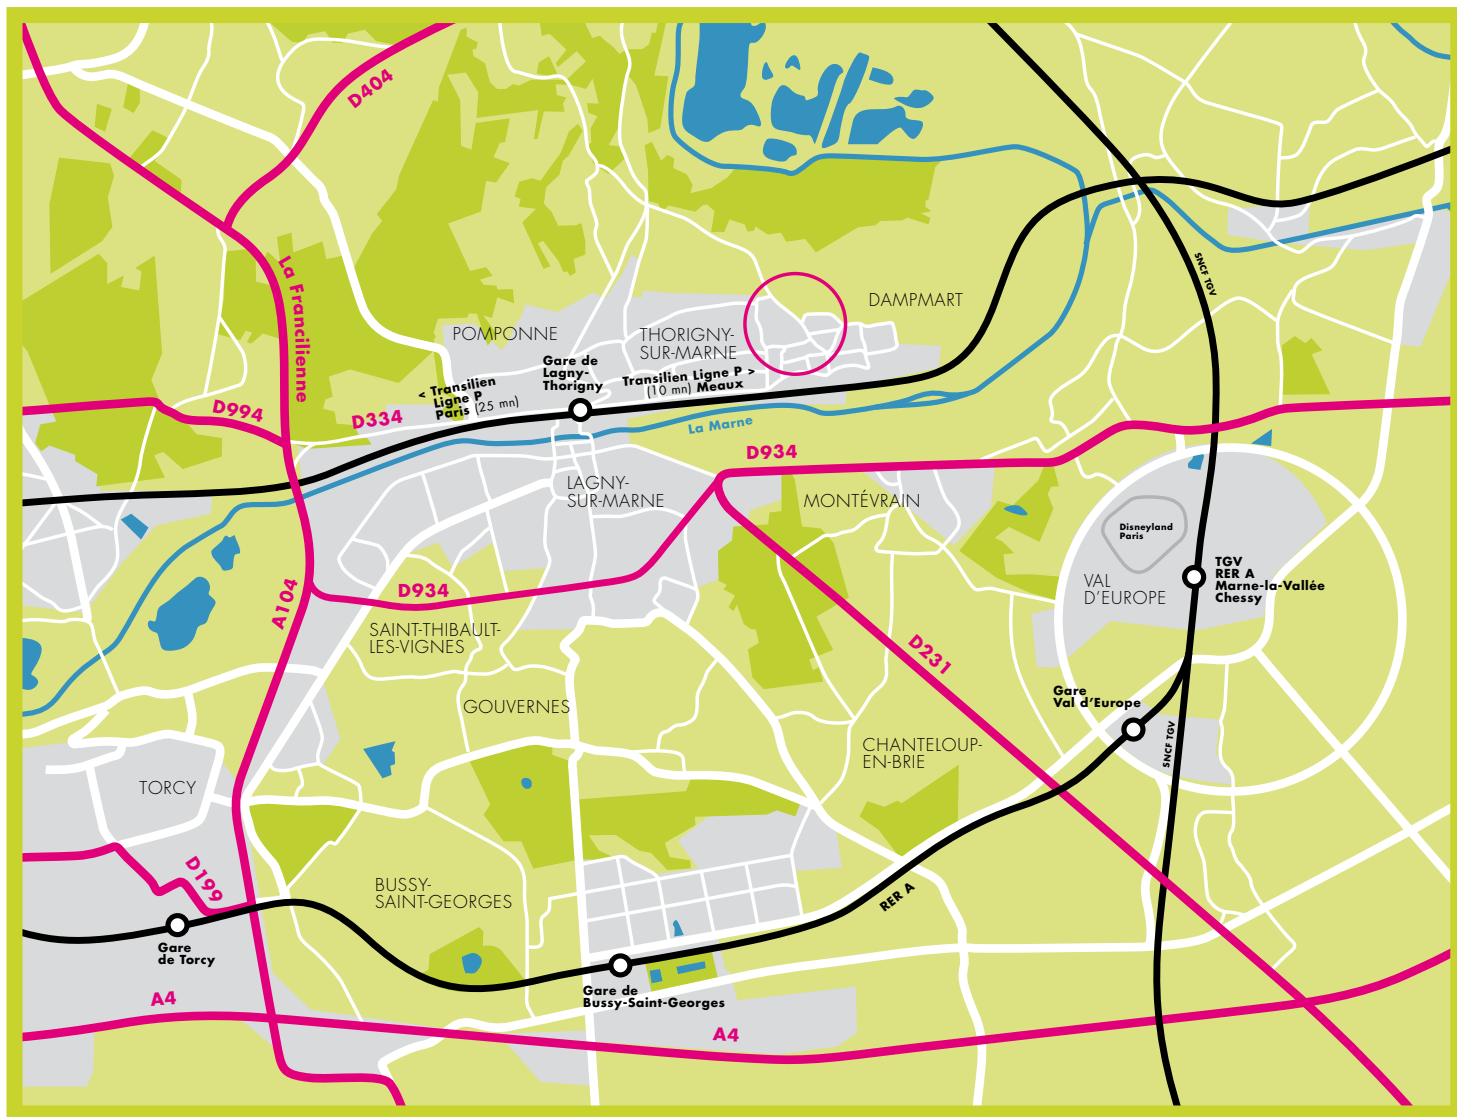 D404
La Francilienne
SNCF TGV
DAMPMART
POMPONNE
THORIGNY-
SUR-MARNE
Gare de
Lagny-
Thorigny
< Transilien
Ligne P
Paris (25 mn)
Transilien Ligne P >
(10 mn) Meaux
D994
D334
La Marne
D934
LAGNY-
SUR-MARNE
MONTÉVRAIN
Disneyland
Paris
TGV
RER A
Marne-la-Vallée
Chessy
VAL
D'EUROPE
D934
A104
SAINT-THIBAULT-
LES-VIGNES
D231
GOUVERNES
Gare
Val d'Europe
SNCF TGV
CHANTELOUP-
EN-BRIE
TORCY
D199
BUSSY-
SAINT-GEORGES
RER A
Gare
de Torcy
Gare de
Bussy-Saint-Georges
A4
A4